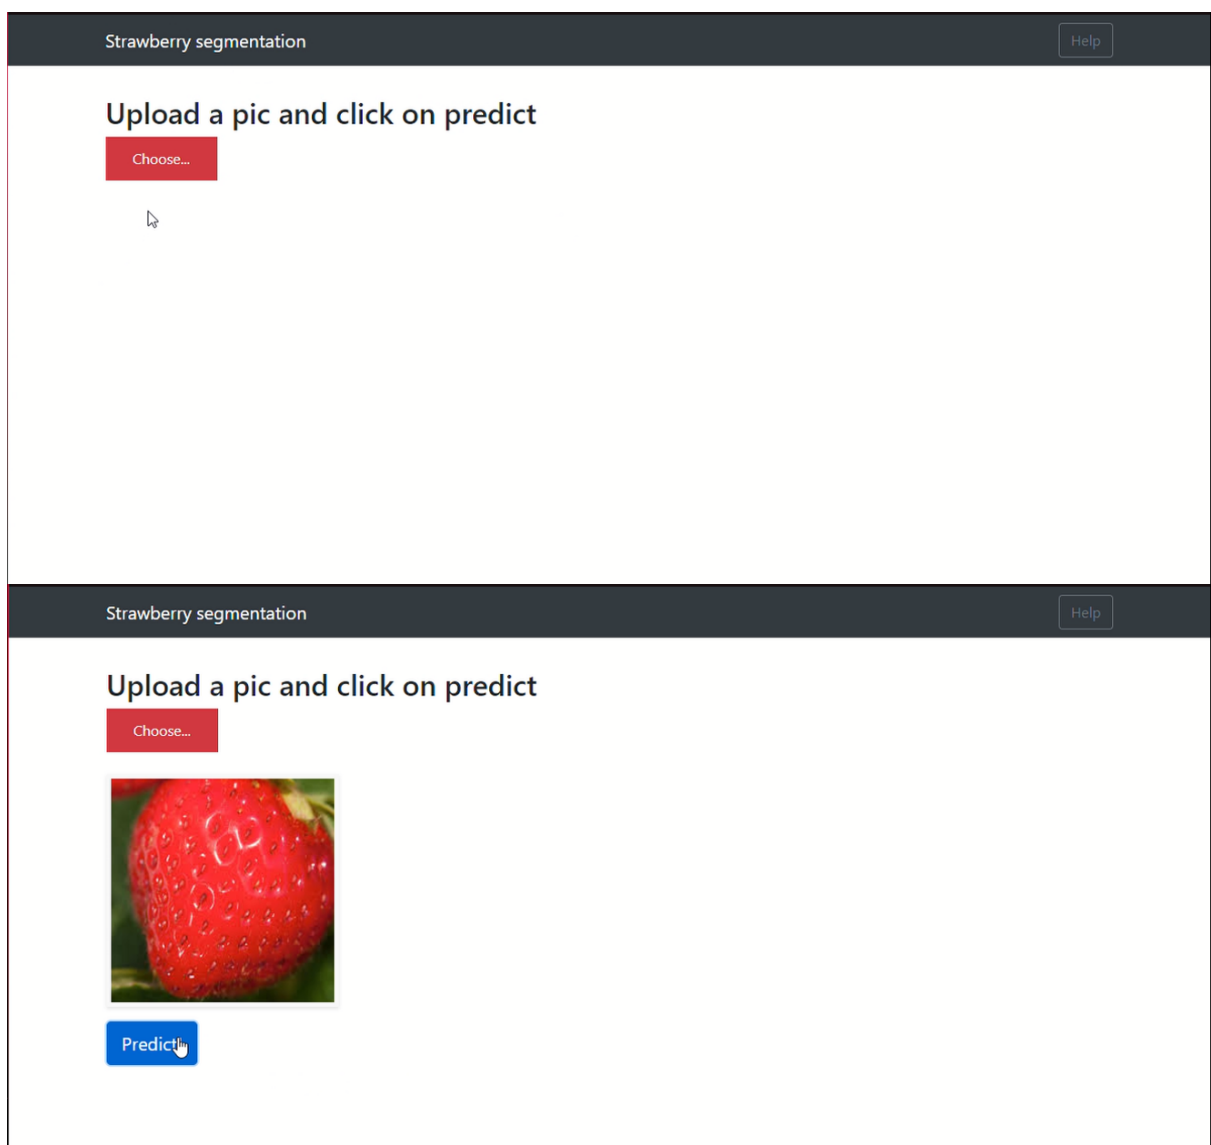 Strawberry segmentation
Help
Upload a pic and click on predict
Choose...
Strawberry segmentation
Help
Upload a pic and click on predict
Choose...
Predict!